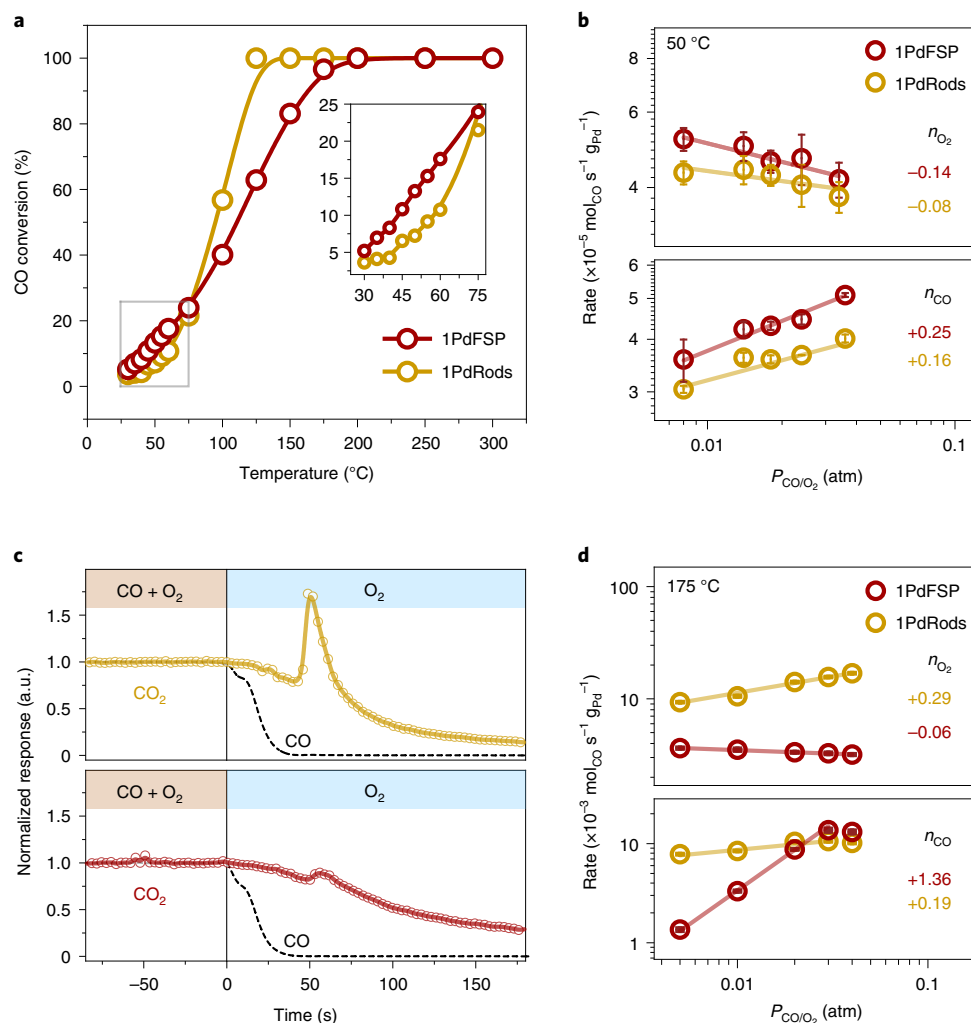 a
CO conversion (%)
100
80
60
40
20
0
0 50 100 150 200 250 300
Temperature (°C)
25
20
15
10
5
30 45 60 75
1PdFSP
1PdRods
b
50 °C
1PdFSP
1PdRods
Rate (×10⁻⁵ mol_CO s⁻¹ g_Pd⁻¹)
8
6
4
n_O₂
−0.14
−0.08
6
5
4
3
n_CO
+0.25
+0.16
0.01 0.1
P_CO/O₂ (atm)
c
Normalized response (a.u.)
CO + O₂ O₂
1.5
1.0
0.5
0
CO₂
CO
CO + O₂ O₂
1.5
1.0
0.5
0
CO₂
CO
−50 0 50 100 150
Time (s)
d
175 °C
1PdFSP
1PdRods
Rate (×10⁻³ mol_CO s⁻¹ g_Pd⁻¹)
100
10
n_O₂
+0.29
−0.06
10
1
n_CO
+1.36
+0.19
0.01 0.1
P_CO/O₂ (atm)